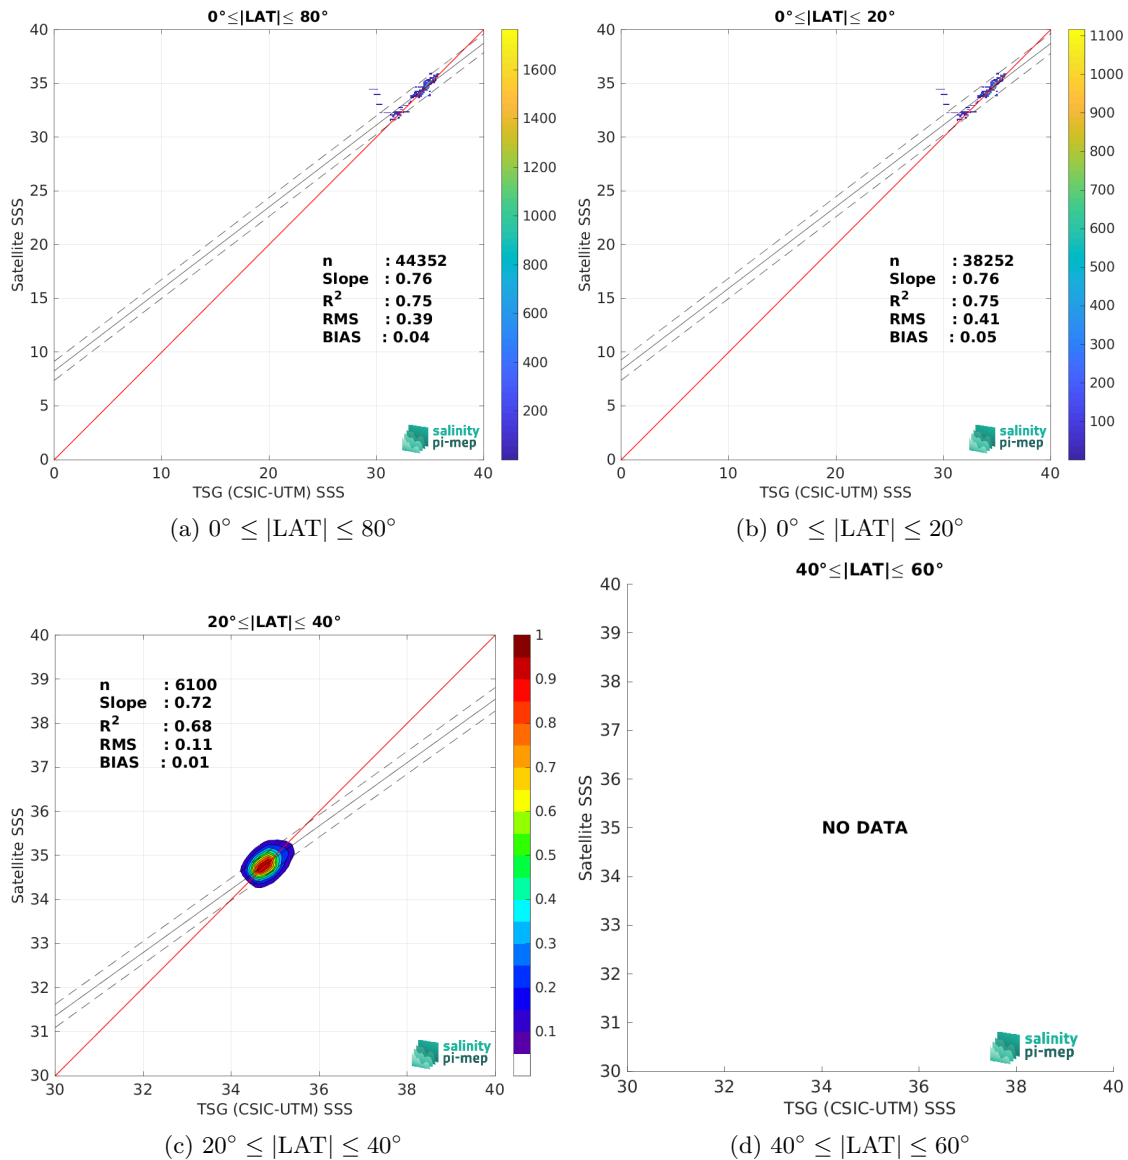 0°≤|LAT|≤ 80°
40
35
30
25
20
15
10
5
0
0
10
20
30
40
Satellite SSS
TSG (CSIC-UTM) SSS
n : 44352
Slope : 0.76
R² : 0.75
RMS : 0.39
BIAS : 0.04
salinity
pi-mep
1600
1400
1200
1000
800
600
400
200
(a) 0° ≤ |LAT| ≤ 80°
0°≤|LAT|≤ 20°
40
35
30
25
20
15
10
5
0
0
10
20
30
40
Satellite SSS
TSG (CSIC-UTM) SSS
n : 38252
Slope : 0.76
R² : 0.75
RMS : 0.41
BIAS : 0.05
salinity
pi-mep
1100
1000
900
800
700
600
500
400
300
200
100
(b) 0° ≤ |LAT| ≤ 20°
20°≤|LAT|≤ 40°
40
39
38
37
36
35
34
33
32
31
30
30
32
34
36
38
40
Satellite SSS
TSG (CSIC-UTM) SSS
n : 6100
Slope : 0.72
R² : 0.68
RMS : 0.11
BIAS : 0.01
salinity
pi-mep
1
0.9
0.8
0.7
0.6
0.5
0.4
0.3
0.2
0.1
(c) 20° ≤ |LAT| ≤ 40°
40°≤|LAT|≤ 60°
40
39
38
37
36
35
34
33
32
31
30
30
32
34
36
38
40
Satellite SSS
TSG (CSIC-UTM) SSS
NO DATA
salinity
pi-mep
(d) 40° ≤ |LAT| ≤ 60°